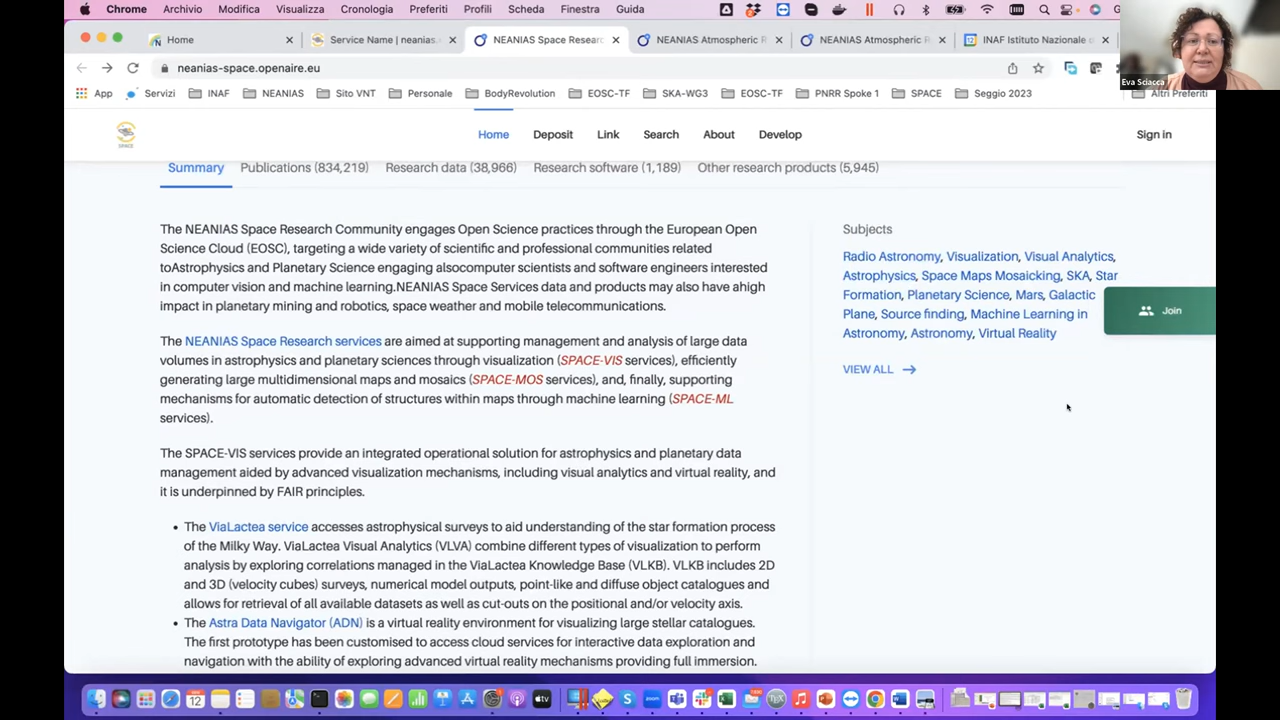 Chrome Archivio Modifica Visualizza Cronologia Preferiti Profili Scheda Finestra Guida
Home
Service Name | neanias.
NEANIAS Space Researc
NEANIAS Atmospheric R
NEANIAS Atmospheric R
INAF Istituto Nazionale d
neanias-space.openaire.eu
Eva Sciacca
App Servizi INAF NEANIAS Sito VNT Personale BodyRevolution EOSC-TF SKA-WG3 EOSC-TF PNRR Spoke 1 SPACE Seggio 2023 Altri Preferiti
SPACE
Home Deposit Link Search About Develop Sign in
Summary Publications (834,219) Research data (38,966) Research software (1,189) Other research products (5,945)
The NEANIAS Space Research Community engages Open Science practices through the European Open
Science Cloud (EOSC), targeting a wide variety of scientific and professional communities related
toAstrophysics and Planetary Science engaging alsocomputer scientists and software engineers interested
in computer vision and machine learning.NEANIAS Space Services data and products may also have ahigh
impact in planetary mining and robotics, space weather and mobile telecommunications.
The NEANIAS Space Research services are aimed at supporting management and analysis of large data
volumes in astrophysics and planetary sciences through visualization (SPACE-VIS services), efficiently
generating large multidimensional maps and mosaics (SPACE-MOS services), and, finally, supporting
mechanisms for automatic detection of structures within maps through machine learning (SPACE-ML
services).
The SPACE-VIS services provide an integrated operational solution for astrophysics and planetary data
management aided by advanced visualization mechanisms, including visual analytics and virtual reality, and
it is underpinned by FAIR principles.
• The ViaLactea service accesses astrophysical surveys to aid understanding of the star formation process
of the Milky Way. ViaLactea Visual Analytics (VLVA) combine different types of visualization to perform
analysis by exploring correlations managed in the ViaLactea Knowledge Base (VLKB). VLKB includes 2D
and 3D (velocity cubes) surveys, numerical model outputs, point-like and diffuse object catalogues and
allows for retrieval of all available datasets as well as cut-outs on the positional and/or velocity axis.
• The Astra Data Navigator (ADN) is a virtual reality environment for visualizing large stellar catalogues.
The first prototype has been customised to access cloud services for interactive data exploration and
navigation with the ability of exploring advanced virtual reality mechanisms providing full immersion.
Subjects
Radio Astronomy, Visualization, Visual Analytics,
Astrophysics, Space Maps Mosaicking, SKA, Star
Formation, Planetary Science, Mars, Galactic
Plane, Source finding, Machine Learning in
Astronomy, Astronomy, Virtual Reality
VIEW ALL
Join